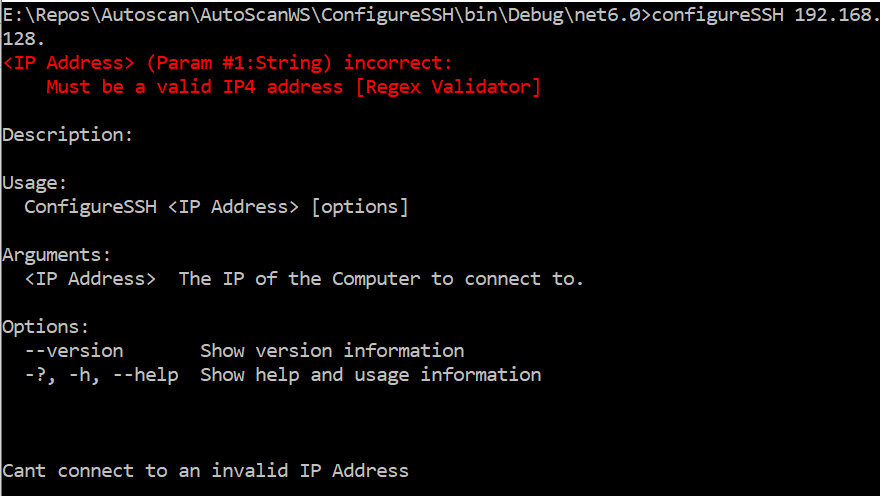 E:\Repos\Autoscan\AutoScanWS\ConfigureSSH\bin\Debug\net6.0>configureSSH 192.168.
128.
<IP Address> (Param #1:String) incorrect:
    Must be a valid IP4 address [Regex Validator]
Description:
Usage:
  ConfigureSSH <IP Address> [options]
Arguments:
  <IP Address>  The IP of the Computer to connect to.
Options:
  --version       Show version information
  -?, -h, --help  Show help and usage information
Cant connect to an invalid IP Address